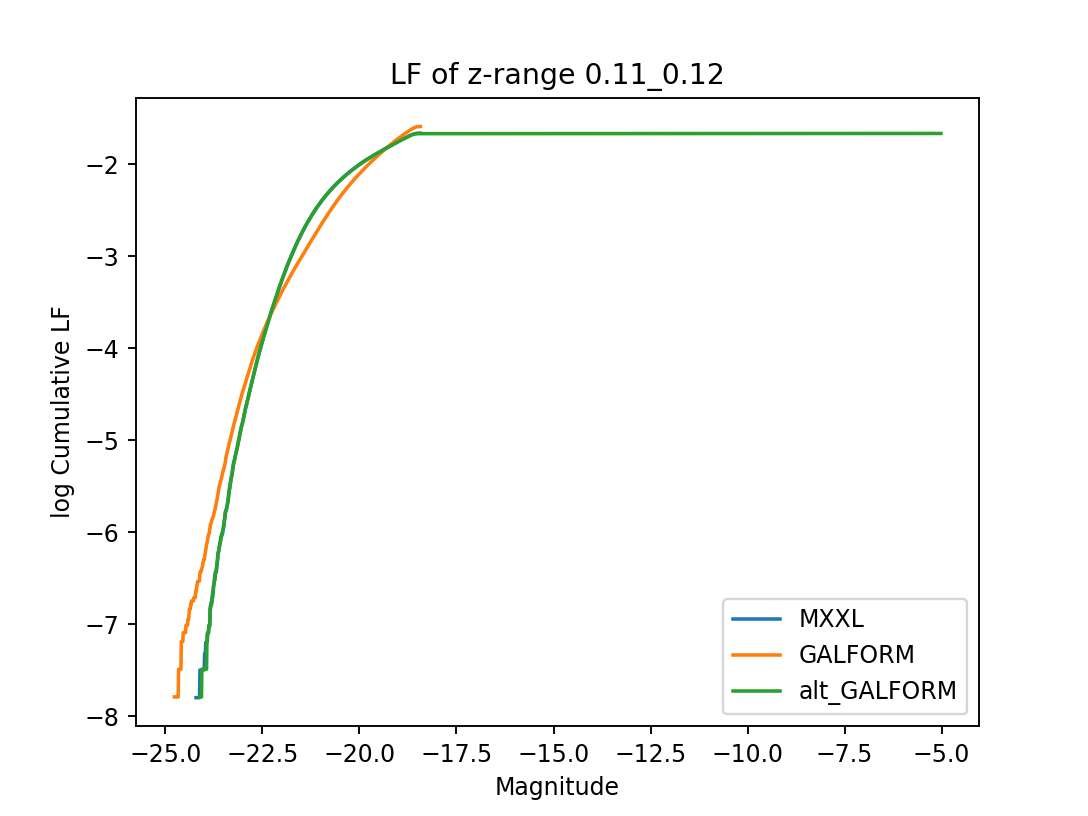 LF of z-range 0.11_0.12
log Cumulative LF
−2
−3
−4
−5
−6
−7
−8
MXXL
GALFORM
alt_GALFORM
−25.0 −22.5 −20.0 −17.5 −15.0 −12.5 −10.0 −7.5 −5.0
Magnitude